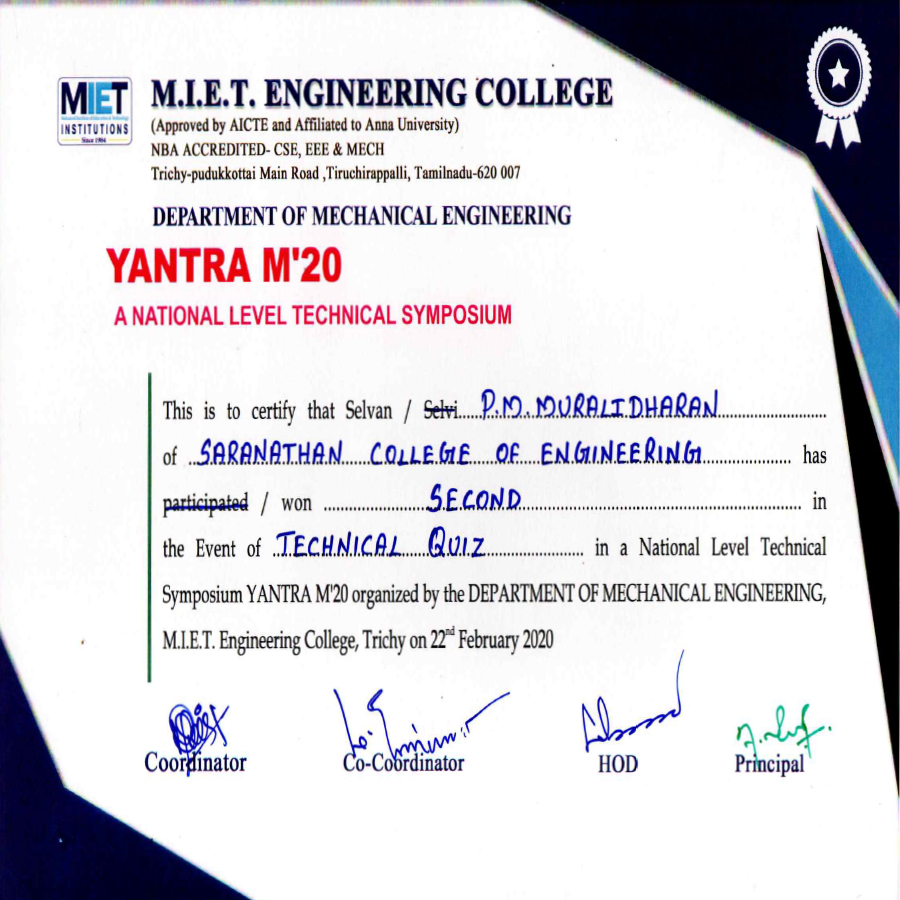 MIET
INSTITUTIONS
Since 1984
M.I.E.T. ENGINEERING COLLEGE
(Approved by AICTE and Affiliated to Anna University)
NBA ACCREDITED- CSE, EEE & MECH
Trichy-pudukkottai Main Road ,Tiruchirappalli, Tamilnadu-620 007
DEPARTMENT OF MECHANICAL ENGINEERING
YANTRA M'20
A NATIONAL LEVEL TECHNICAL SYMPOSIUM
This is to certify that Selvan / Selvi P.M. MURALIDHARAN
of SARANATHAN COLLEGE OF ENGINEERING has
participated / won SECOND in
the Event of TECHNICAL QUIZ in a National Level Technical
Symposium YANTRA M'20 organized by the DEPARTMENT OF MECHANICAL ENGINEERING,
M.I.E.T. Engineering College, Trichy on 22nd February 2020
Coordinator Co-Coordinator HOD Principal